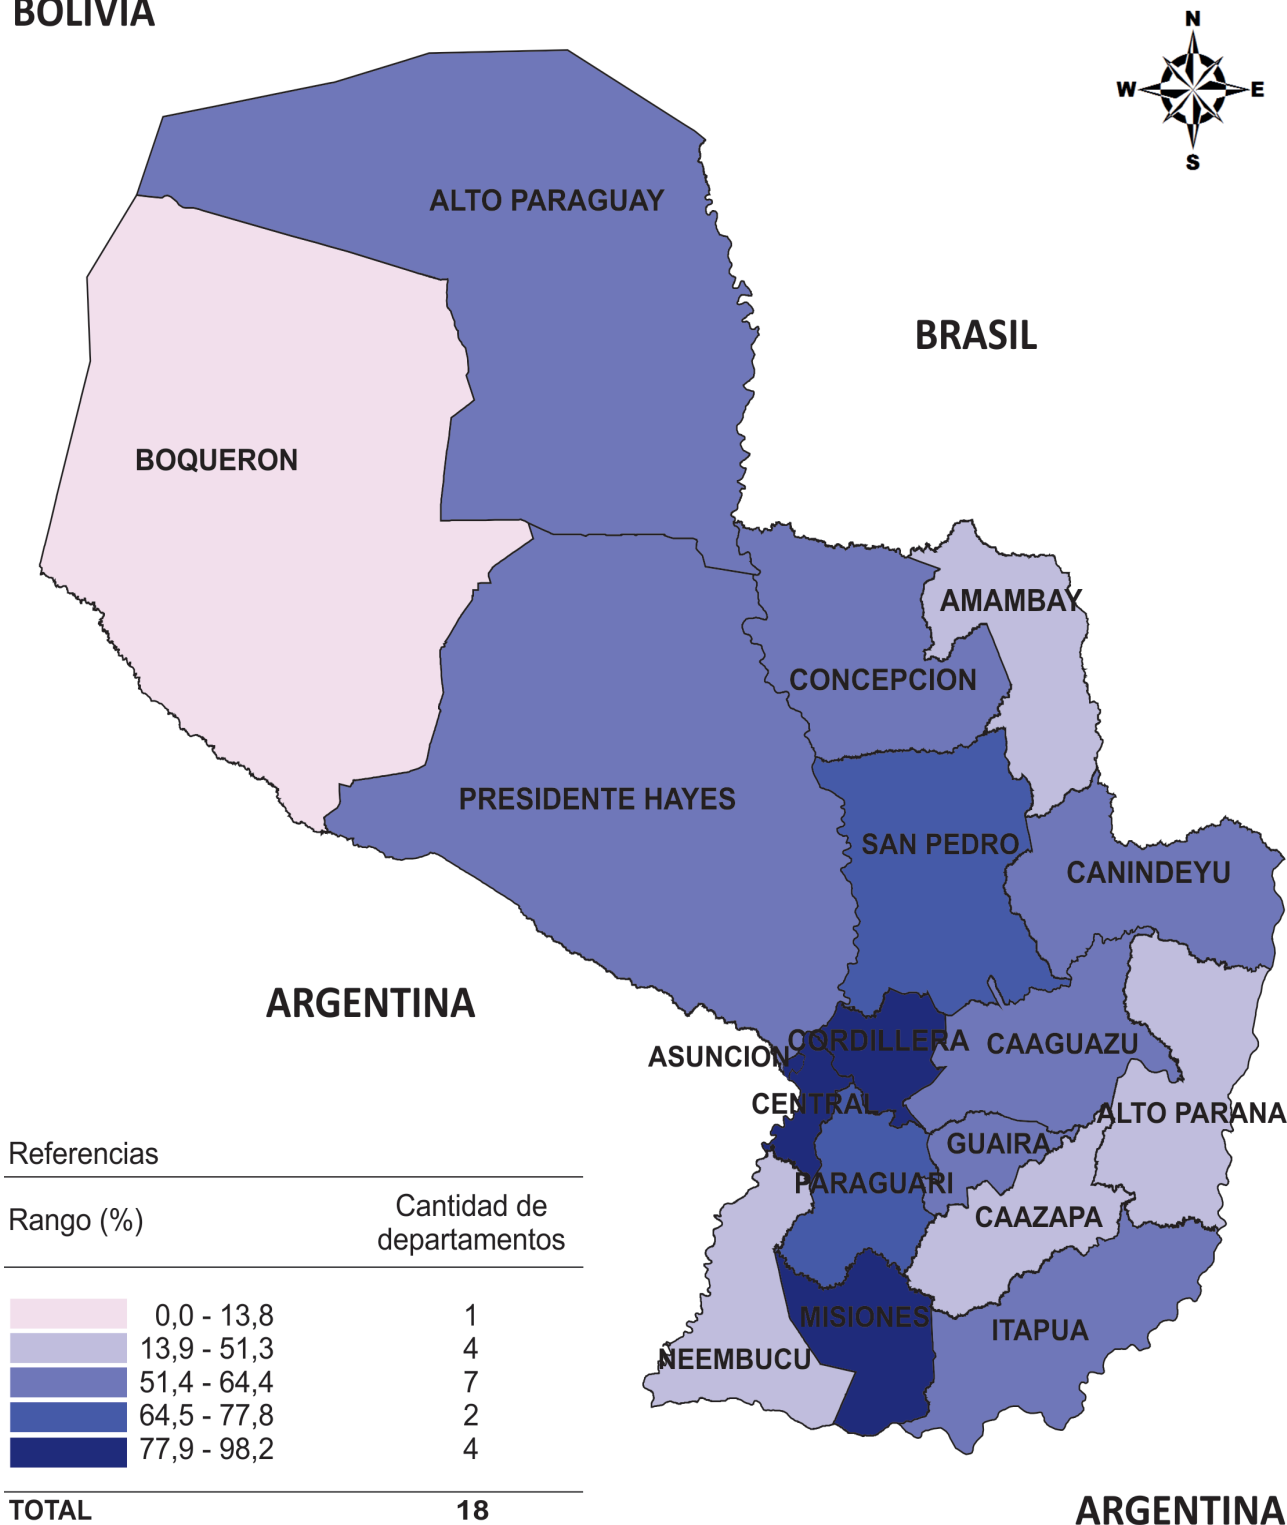 BOLIVIA
N
W E
S
ALTO PARAGUAY
BRASIL
BOQUERON
AMAMBAY
CONCEPCION
PRESIDENTE HAYES
SAN PEDRO
CANINDEYU
ARGENTINA
CORDILLERA
CAAGUAZU
ASUNCION
CENTRAL
ALTO PARANA
GUAIRA
PARAGUARI
CAAZAPA
MISIONES
ITAPUA
NEEMBUCU
Referencias
Rango (%) Cantidad de
departamentos
0,0 - 13,8 1
13,9 - 51,3 4
51,4 - 64,4 7
64,5 - 77,8 2
77,9 - 98,2 4
TOTAL 18
ARGENTINA